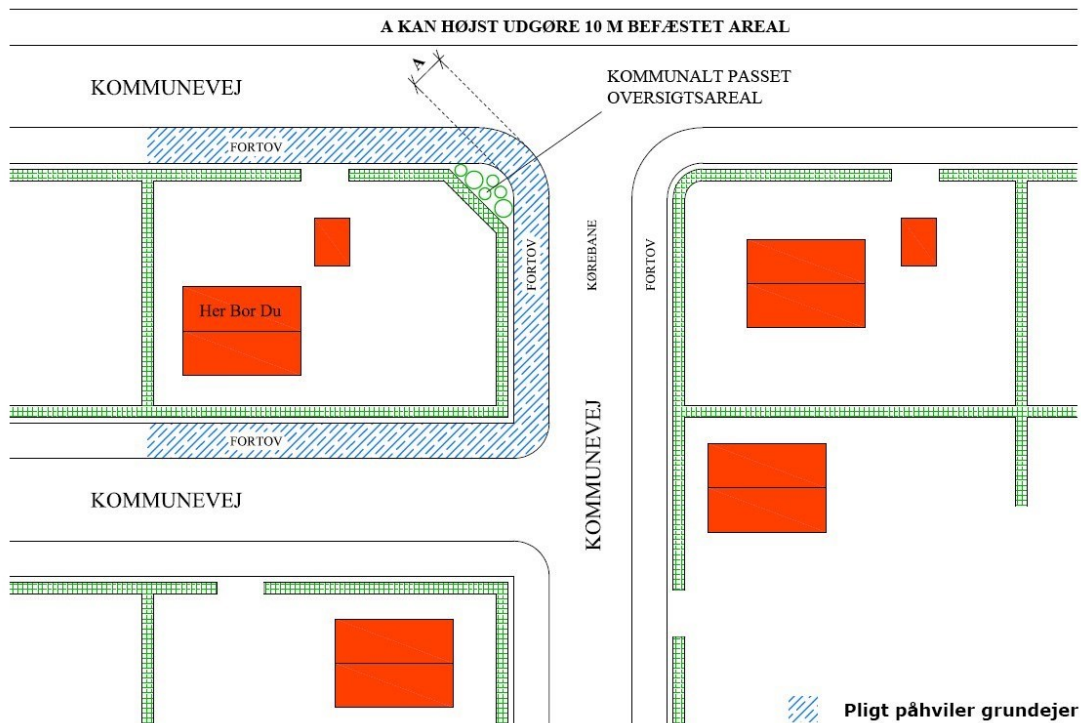 A KAN HØJST UDGØRE 10 M BEFÆSTET AREAL
A
KOMMUNEVEJ
KOMMUNALT PASSET
OVERSIGTSAREAL
FORTOV
FORTOV
KØREBANE
FORTOV
Her Bor Du
FORTOV
KOMMUNEVEJ
KOMMUNEVEJ
Pligt påhviler grundejer